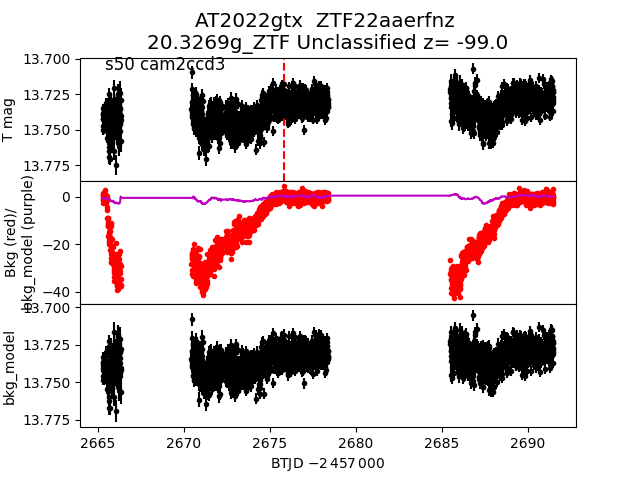 AT2022gtx  ZTF22aaerfnz
20.3269g_ZTF Unclassified z= -99.0
s50 cam2ccd3
T mag
13.700
13.725
13.750
13.775
Bkg (red)/
bkg_model (purple)
0
−20
−40
bkg_model
13.700
13.725
13.750
13.775
2665 2670 2675 2680 2685 2690
BTJD −2 457 000